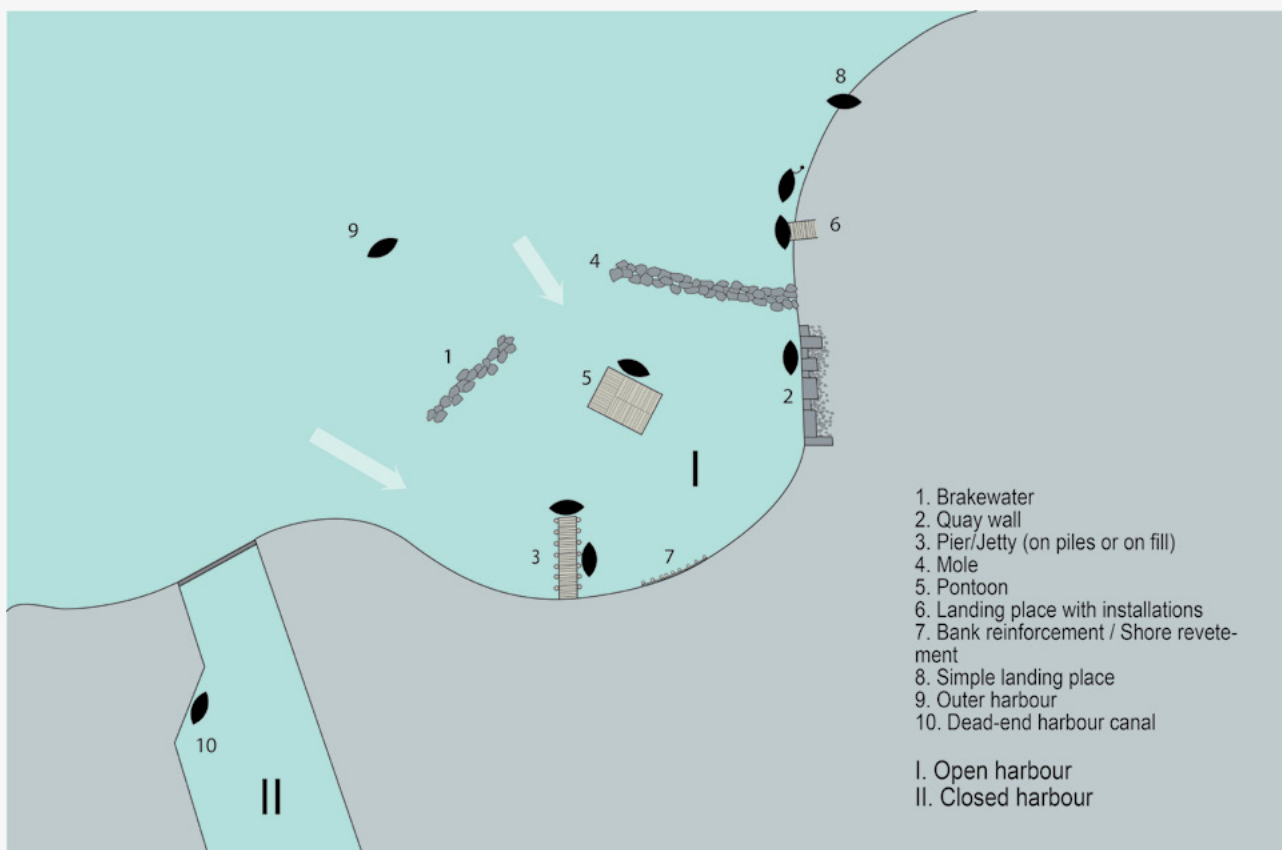 8
6
9
4
1
5
2
I
3
7
10
II
1. Brakewater
2. Quay wall
3. Pier/Jetty (on piles or on fill)
4. Mole
5. Pontoon
6. Landing place with installations
7. Bank reinforcement / Shore revete-
ment
8. Simple landing place
9. Outer harbour
10. Dead-end harbour canal
I. Open harbour
II. Closed harbour